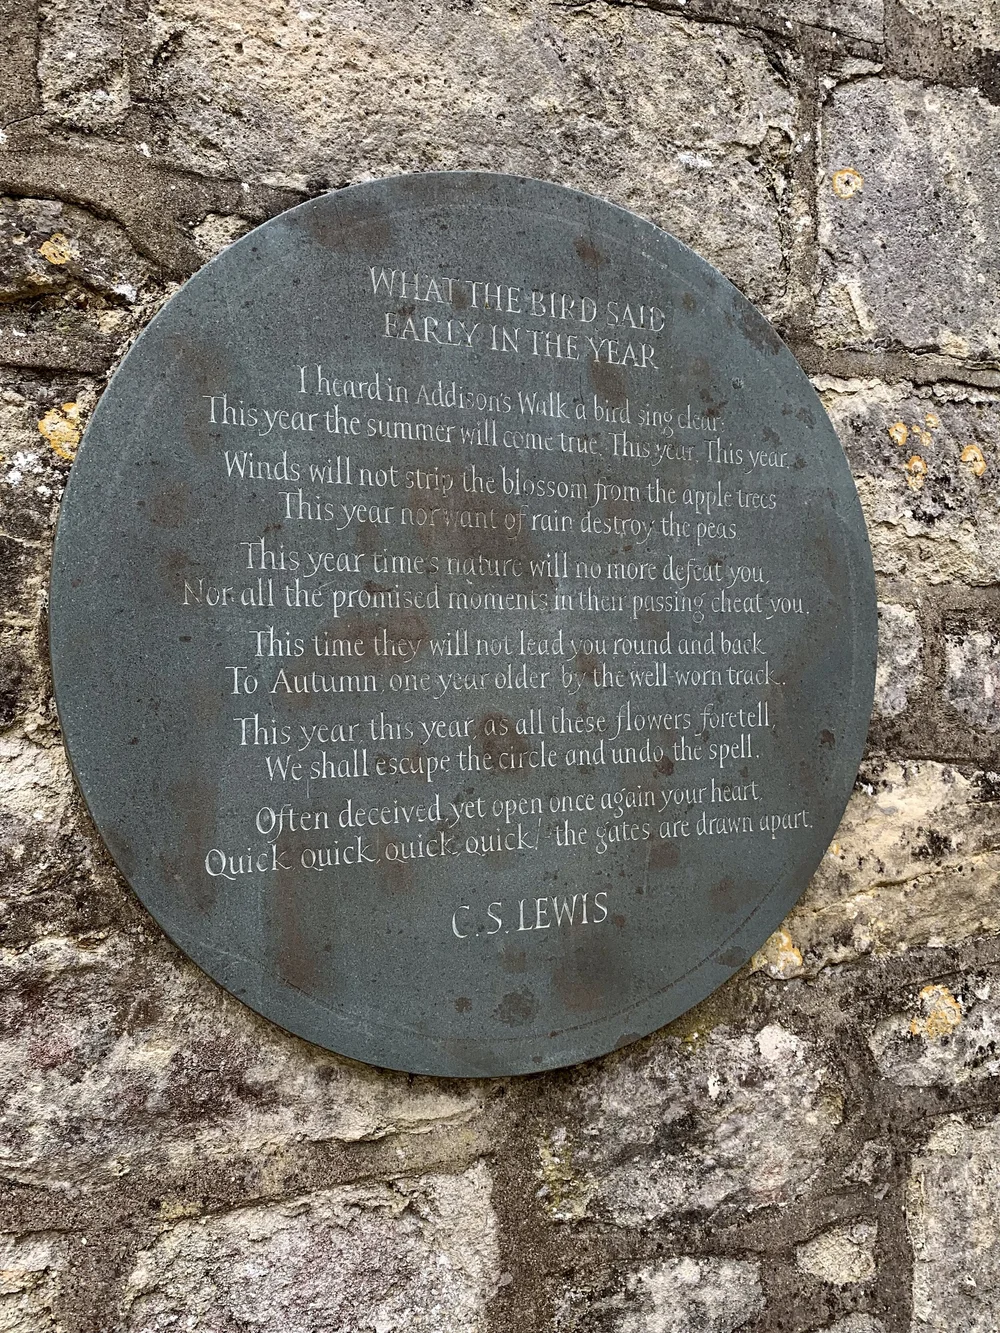 WHAT THE BIRD SAID
EARLY IN THE YEAR
I heard in Addison's Walk a bird sing clear:
This year the summer will come true. This year. This year.
Winds will not strip the blossom from the apple trees
This year nor want of rain destroy the peas
This year time's nature will no more defeat you,
Nor all the promised moments in their passing cheat you.
This time they will not lead you round and back
To Autumn, one year older, by the well-worn track.
This year, this year, as all these flowers foretell,
We shall escape the circle and undo the spell.
Often deceived, yet open once again your heart,
Quick, quick, quick, quick! - the gates are drawn apart.
C.S. LEWIS